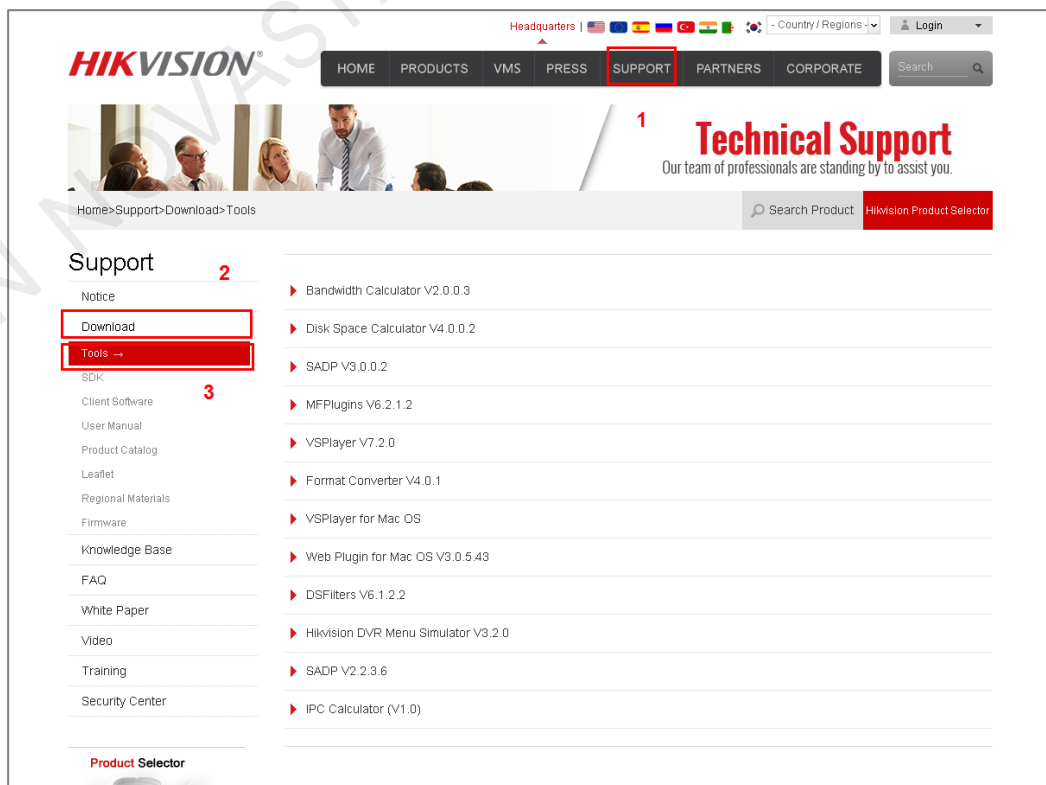 Headquarters |
- Country / Regions -
Login
HIKVISION®
HOME PRODUCTS VMS PRESS SUPPORT PARTNERS CORPORATE
Search
1
Technical Support
Our team of professionals are standing by to assist you.
Home>Support>Download>Tools
Search Product
Hikvision Product Selector
Support
2
Notice
Download
Tools →
SDK
3
Client Software
User Manual
Product Catalog
Leaflet
Regional Materials
Firmware
Knowledge Base
FAQ
White Paper
Video
Training
Security Center
Product Selector
Bandwidth Calculator V2.0.0.3
Disk Space Calculator V4.0.0.2
SADP V3.0.0.2
MFPlugins V6.2.1.2
VSPlayer V7.2.0
Format Converter V4.0.1
VSPlayer for Mac OS
Web Plugin for Mac OS V3.0.5.43
DSFilters V6.1.2.2
Hikvision DVR Menu Simulator V3.2.0
SADP V2.2.3.6
IPC Calculator (V1.0)